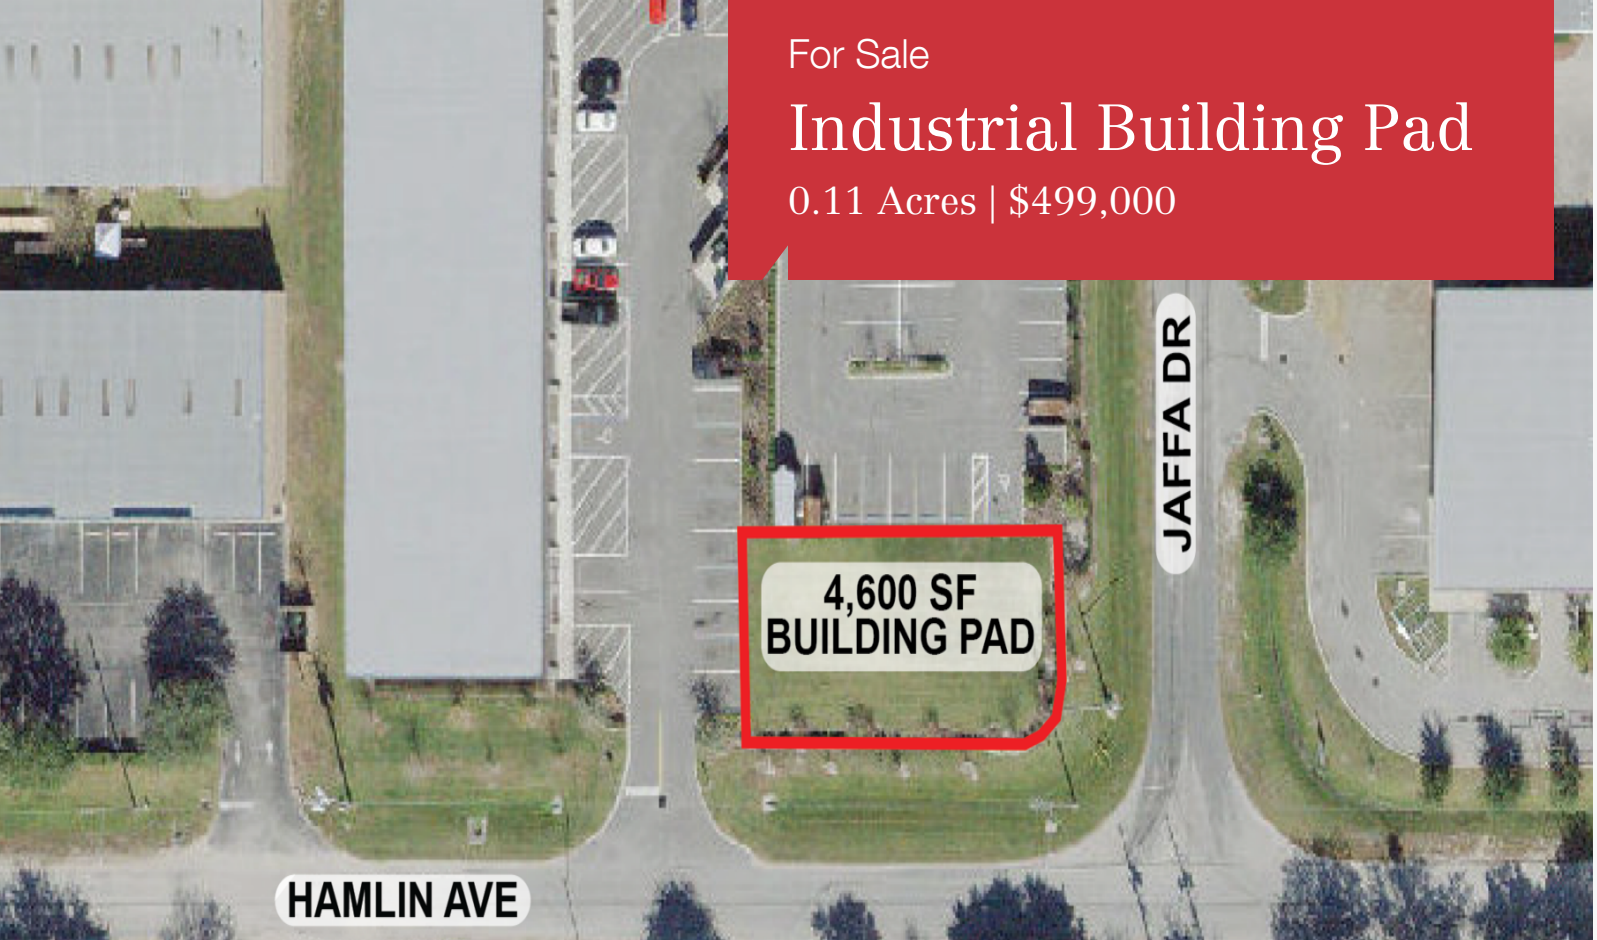 For Sale
Industrial Building Pad
0.11 Acres | $499,000
JAFFA DR
4,600 SF
BUILDING PAD
HAMLIN AVE